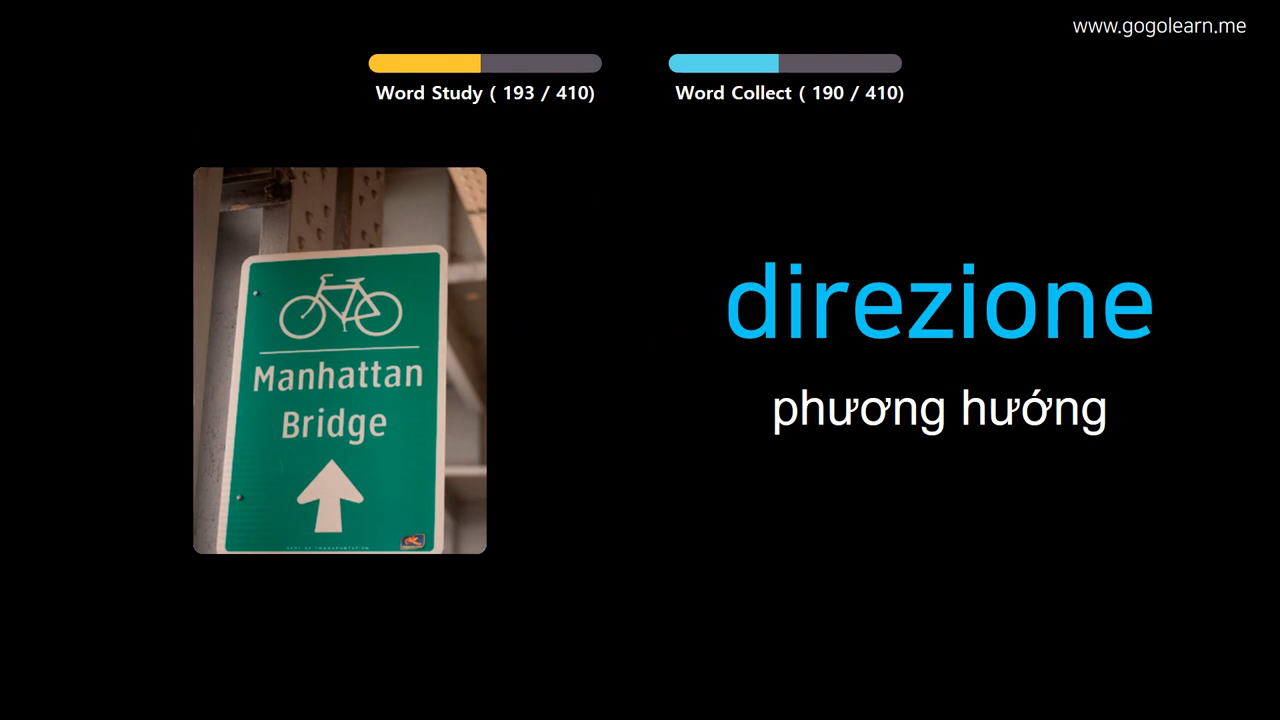 www.gogolearn.me
Word Study ( 193 / 410)
Word Collect ( 190 / 410)
Manhattan
Bridge
direzione
phương hướng